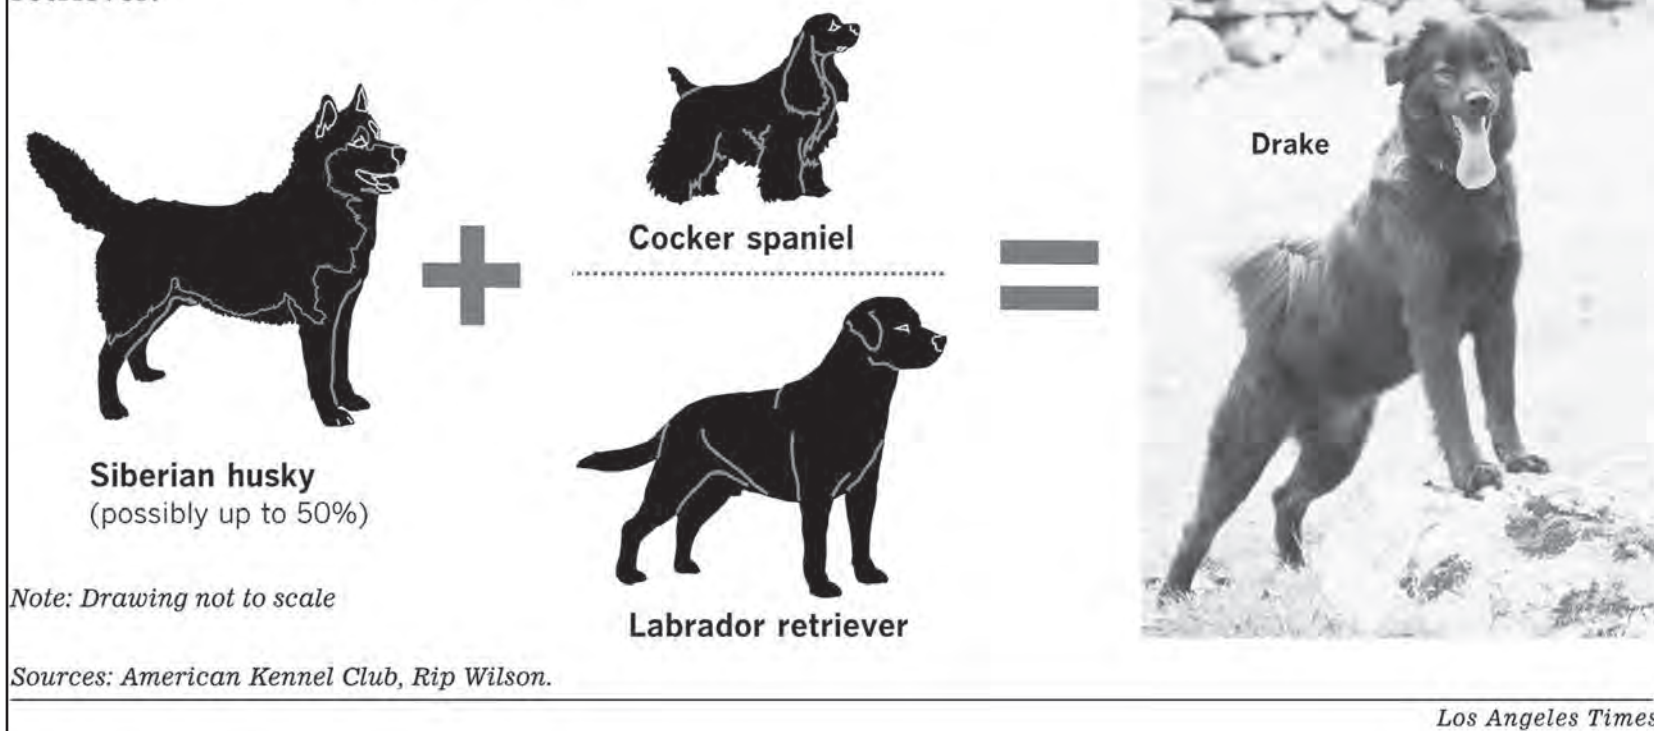 Drake
Cocker spaniel
Siberian husky
(possibly up to 50%)
Labrador retriever
Note: Drawing not to scale
Sources: American Kennel Club, Rip Wilson.
Los Angeles Times